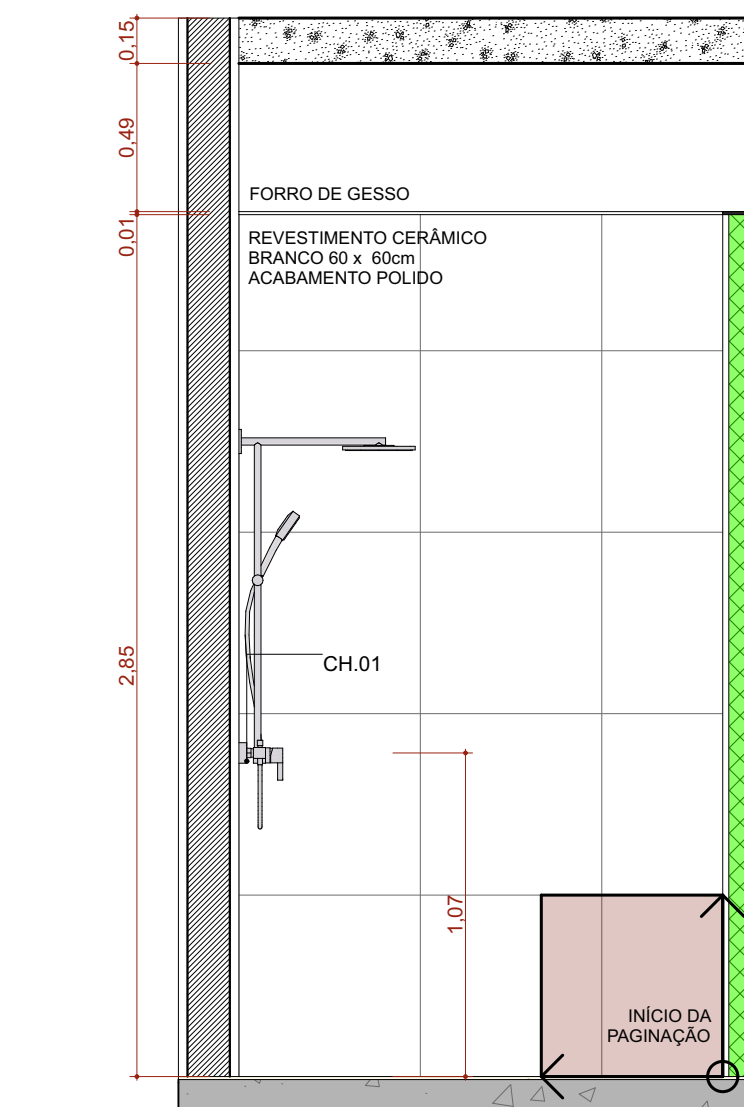 0,15
0,49
FORRO DE GESSO
0,01
REVESTIMENTO CERÂMICO
BRANCO 60 x  60cm
ACABAMENTO POLIDO
2,85
CH.01
1,07
INÍCIO DA
PAGINAÇÃO